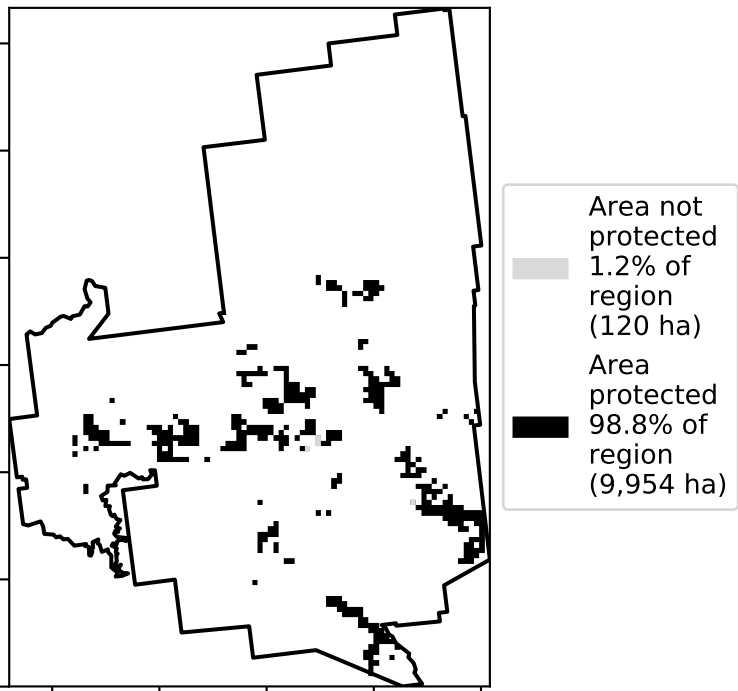 Area not
protected
1.2% of
region
(120 ha)
Area
protected
98.8% of
region
(9,954 ha)